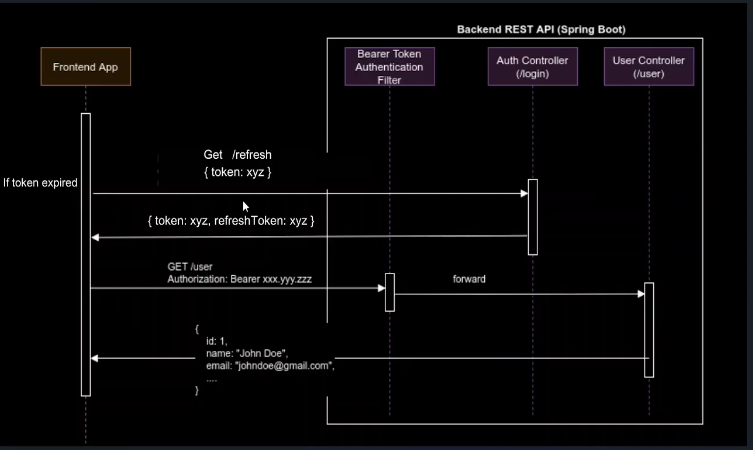 Backend REST API (Spring Boot)
Frontend App
Bearer Token
Authentication
Filter
Auth Controller
(/login)
User Controller
(/user)
If token expired
Get /refresh
{ token: xyz }
{ token: xyz, refreshToken: xyz }
GET /user
Authorization: Bearer xxx.yyy.zzz
forward
{
id: 1,
name: "John Doe",
email: "johndoe@gmail.com",
....
}